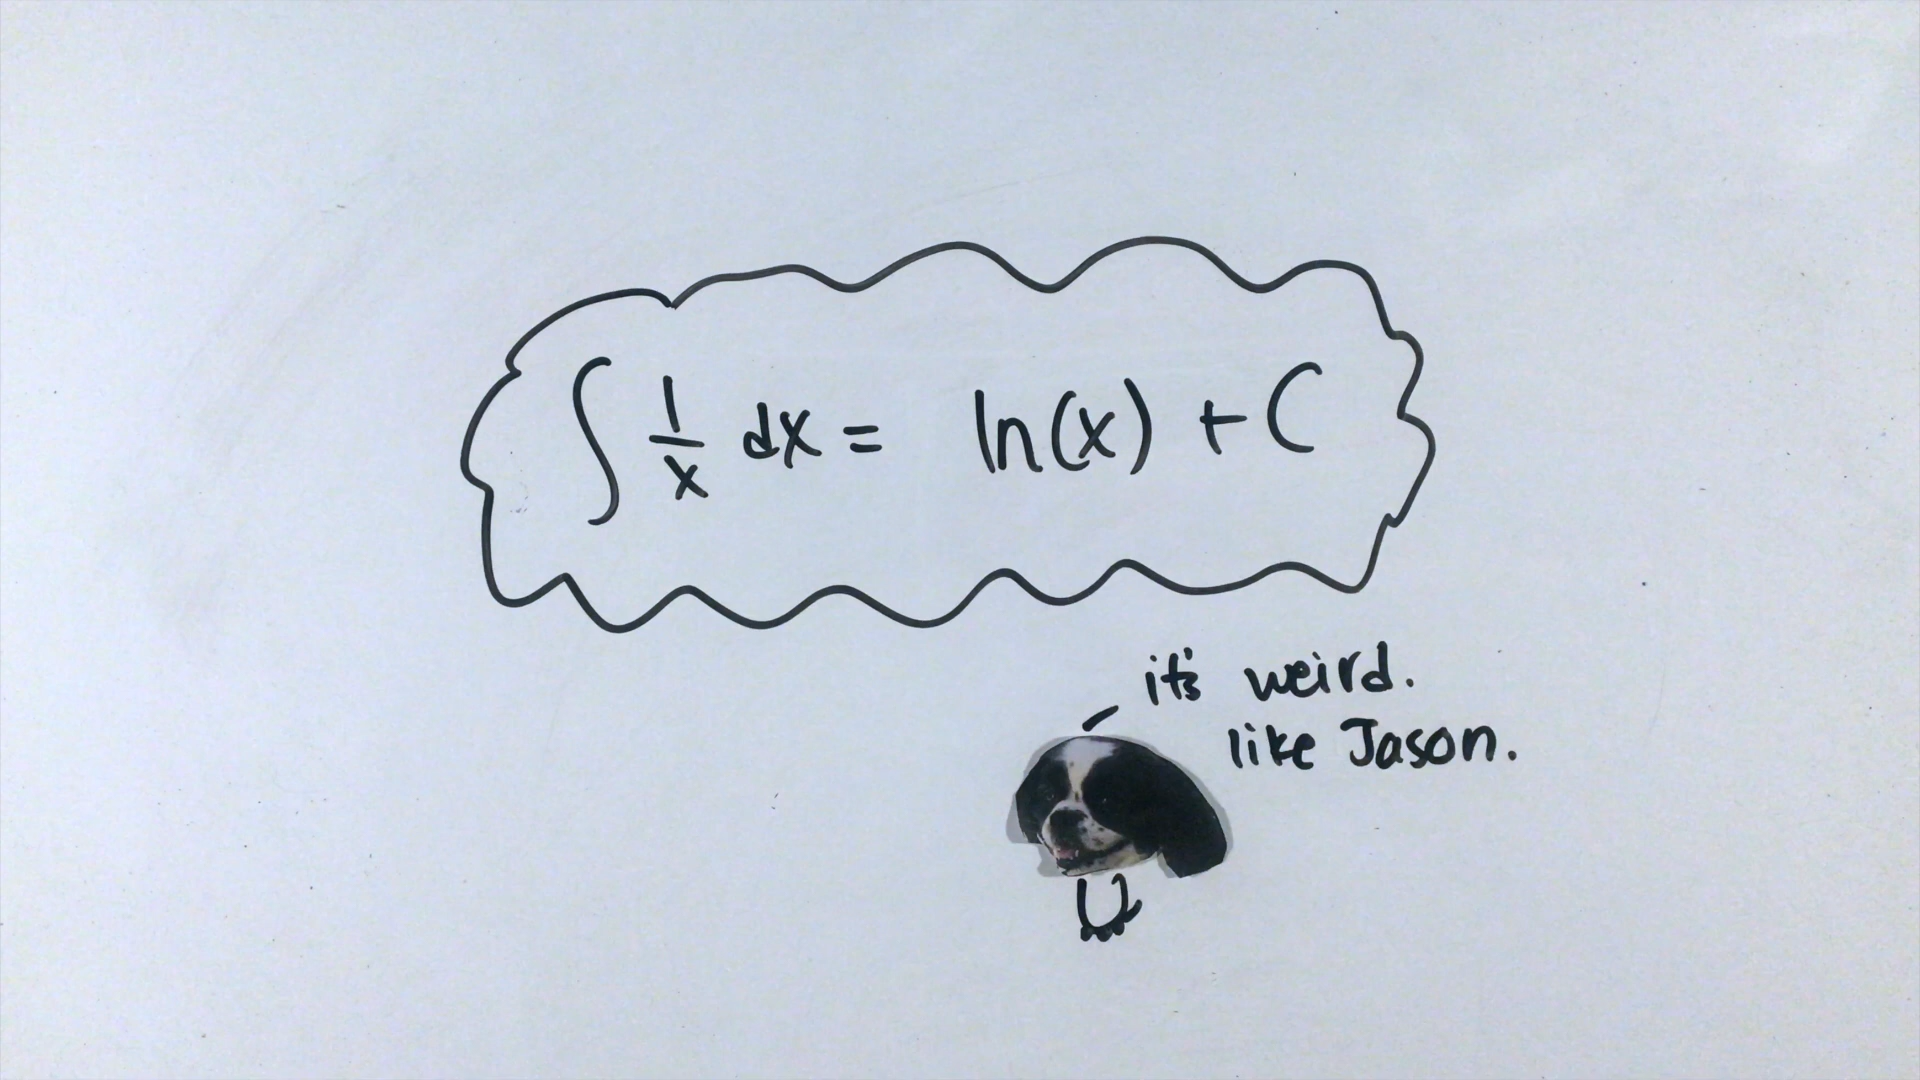 ∫ 1/x dx = ln(x) + C
it's weird.
like Jason.